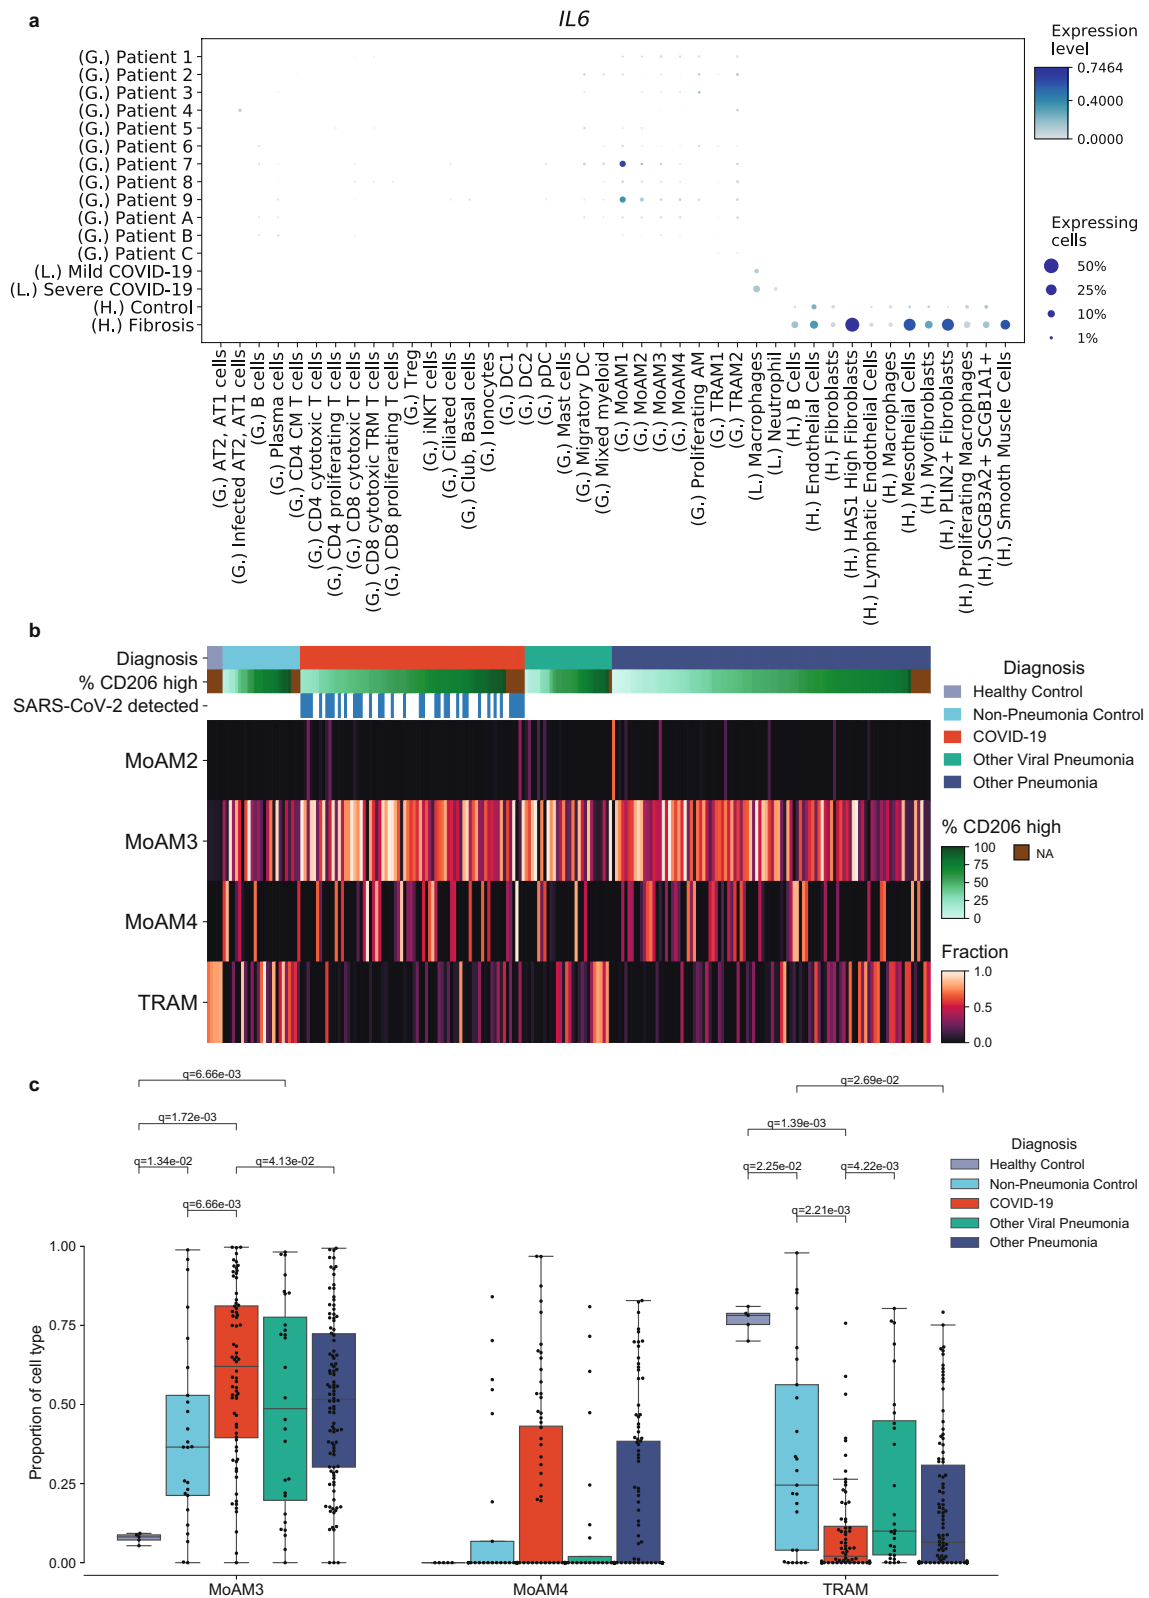 a
IL6
(G.) Patient 1
(G.) Patient 2
(G.) Patient 3
(G.) Patient 4
(G.) Patient 5
(G.) Patient 6
(G.) Patient 7
(G.) Patient 8
(G.) Patient 9
(G.) Patient A
(G.) Patient B
(G.) Patient C
(L.) Mild COVID-19
(L.) Severe COVID-19
(H.) Control
(H.) Fibrosis
Expression
level
0.7464
0.4000
0.0000
Expressing
cells
50%
25%
10%
1%
(G.) AT2, AT1 cells
(G.) Infected AT2, AT1 cells
(G.) B cells
(G.) Plasma cells
(G.) CD4 CM T cells
(G.) CD4 cytotoxic T cells
(G.) CD4 proliferating T cells
(G.) CD8 cytotoxic T cells
(G.) CD8 cytotoxic TRM T cells
(G.) CD8 proliferating T cells
(G.) Treg
(G.) iNKT cells
(G.) Ciliated cells
(G.) Club, Basal cells
(G.) Ionocytes
(G.) DC1
(G.) DC2
(G.) pDC
(G.) Mast cells
(G.) Migratory DC
(G.) Mixed myeloid
(G.) MoAM1
(G.) MoAM2
(G.) MoAM3
(G.) MoAM4
(G.) Proliferating AM
(G.) TRAM1
(G.) TRAM2
(L.) Macrophages
(L.) Neutrophil
(H.) B Cells
(H.) Endothelial Cells
(H.) Fibroblasts
(H.) HAS1 High Fibroblasts
(H.) Lymphatic Endothelial Cells
(H.) Macrophages
(H.) Mesothelial Cells
(H.) Myofibroblasts
(H.) PLIN2+ Fibroblasts
(H.) Proliferating Macrophages
(H.) SCGB3A2+ SCGB1A1+
(H.) Smooth Muscle Cells
b
Diagnosis
% CD206 high
SARS-CoV-2 detected
MoAM2
MoAM3
MoAM4
TRAM
Diagnosis
Healthy Control
Non-Pneumonia Control
COVID-19
Other Viral Pneumonia
Other Pneumonia
% CD206 high
100
75
50
25
0
NA
Fraction
1.0
0.5
0.0
c
q=6.66e-03
q=1.72e-03
q=1.34e-02
q=4.13e-02
q=6.66e-03
q=2.69e-02
q=1.39e-03
q=2.25e-02
q=4.22e-03
q=2.21e-03
Diagnosis
Healthy Control
Non-Pneumonia Control
COVID-19
Other Viral Pneumonia
Other Pneumonia
Proportion of cell type
1.00
0.75
0.50
0.25
0.00
MoAM3
MoAM4
TRAM